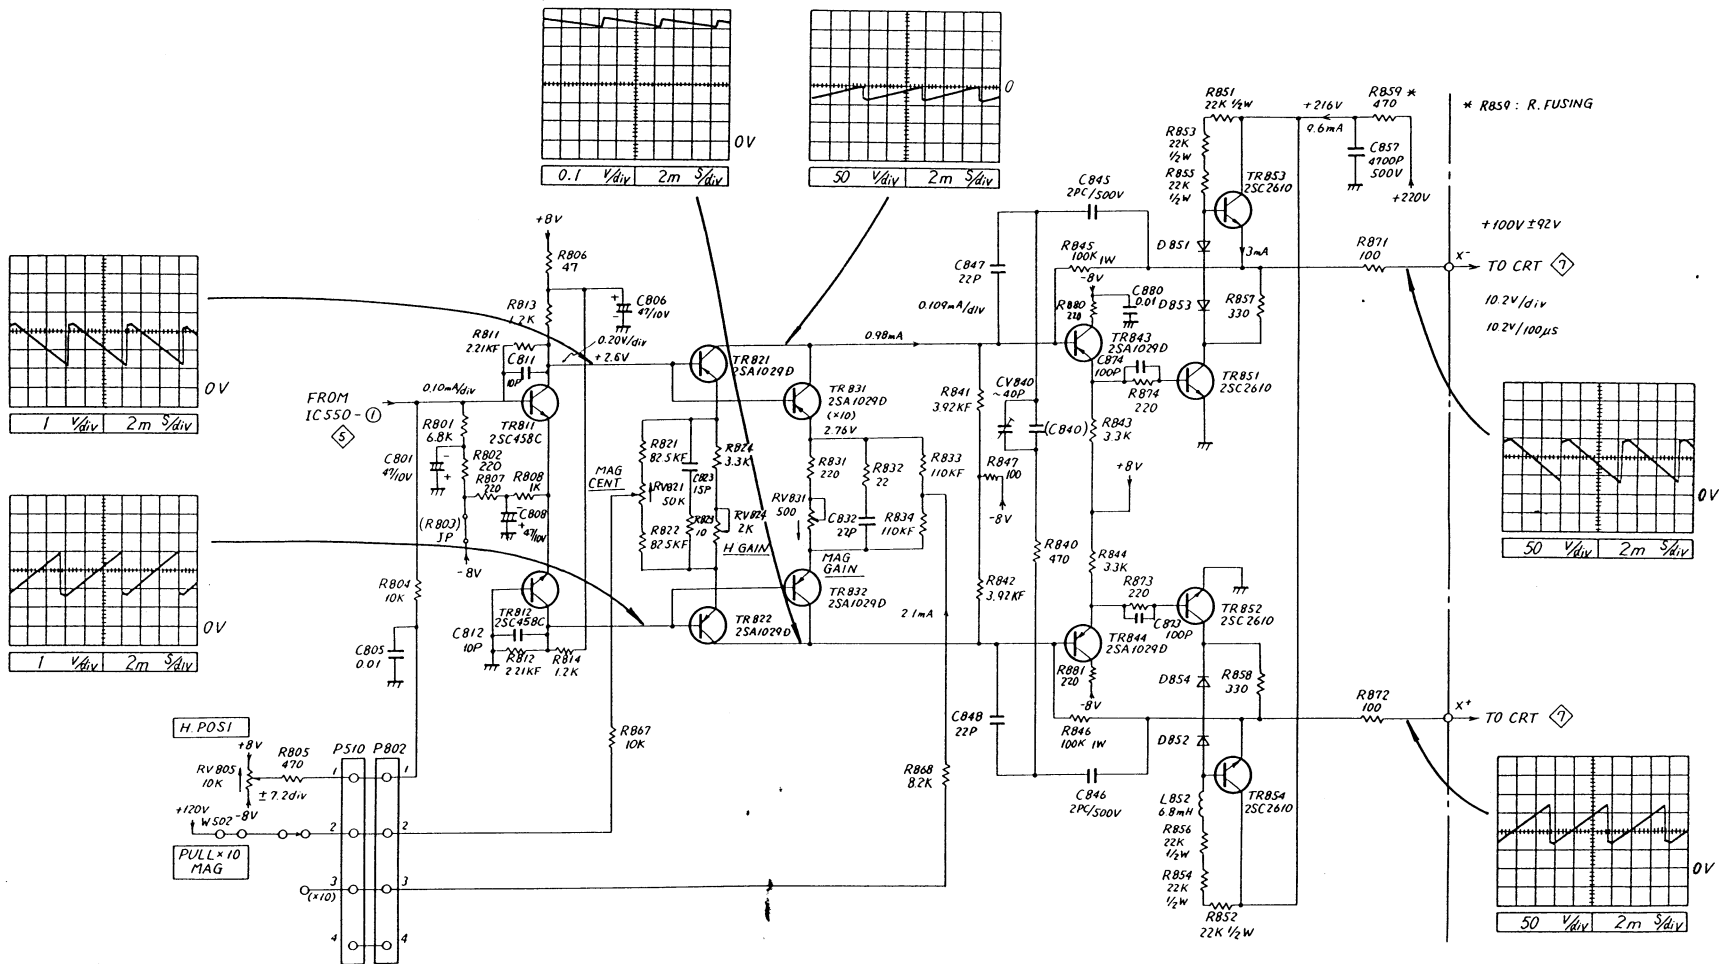 0V
0.1 V/div 2m S/div
0
50 V/div 2m S/div
R851
22K 1/2W
R853
22K
1/2W
R855
22K
1/2W
+216V
9.6mA
R859 *
470
* R859 : R.FUSING
C857
4700P
500V
+220V
TR853
2SC2610
C845
2PC/500V
+100V ±92V
D851
3mA
R871
100
X-
TO CRT 7
10.2V/div
10.2V/100µS
R845
100K 1W
-8V
C847
22P
R880
220
C880
0.01
D853
R857
330
0.109mA/div
+8V
R806
47
R813
1.2K
C806
47/10V
R811
2.21KF
C811
10P
0.20V/div
+2.6V
0.98mA
TR821
2SA1029D
TR843
2SA1029D
C874
100P
R874
220
TR851
2SC2610
0V
1 V/div 2m S/div
FROM
IC550-①
5
0.10mA/div
R801
6.8K
TR811
2SC458C
TR831
2SA1029D
(×10)
2.76V
R841
3.92KF
CV840
~40P
(C840)
R843
3.3K
C801
47/10V
R802
220
R807
220
R808
1K
C808
47/10V
(R803)
JP
-8V
MAG
CENT
R821
82.5KF
C823
15P
R824
3.3K
RV821
50K
R822
82.5KF
R823
10
RV824
2K
H GAIN
R831
220
R832
22
R833
110KF
RV831
500
C832
22P
R834
110KF
MAG
GAIN
R847
100
-8V
+8V
R840
470
R844
3.3K
0V
50 V/div 2m S/div
R804
10K
R842
3.92KF
R873
220
C873
100P
TR852
2SC2610
TR812
2SC458C
C812
10P
R812
2.21KF
R814
1.2K
TR822
2SA1029D
TR832
2SA1029D
2.1mA
TR844
2SA1029D
R881
220
-8V
0V
1 V/div 2m S/div
C805
0.01
D854
R858
330
R872
100
X+
TO CRT 7
C848
22P
R846
100K 1W
D852
C846
2PC/500V
TR854
2SC2610
L852
6.8mH
R856
22K
1/2W
R854
22K
1/2W
R852
22K 1/2W
H.POSI
+8V
RV805
10K
-8V
R805
470
±7.2div
P510
P802
1
1
R867
10K
R868
8.2K
+120V
W502
2
2
PULL×10
MAG
3
3
(×10)
4
4
0V
50 V/div 2m S/div